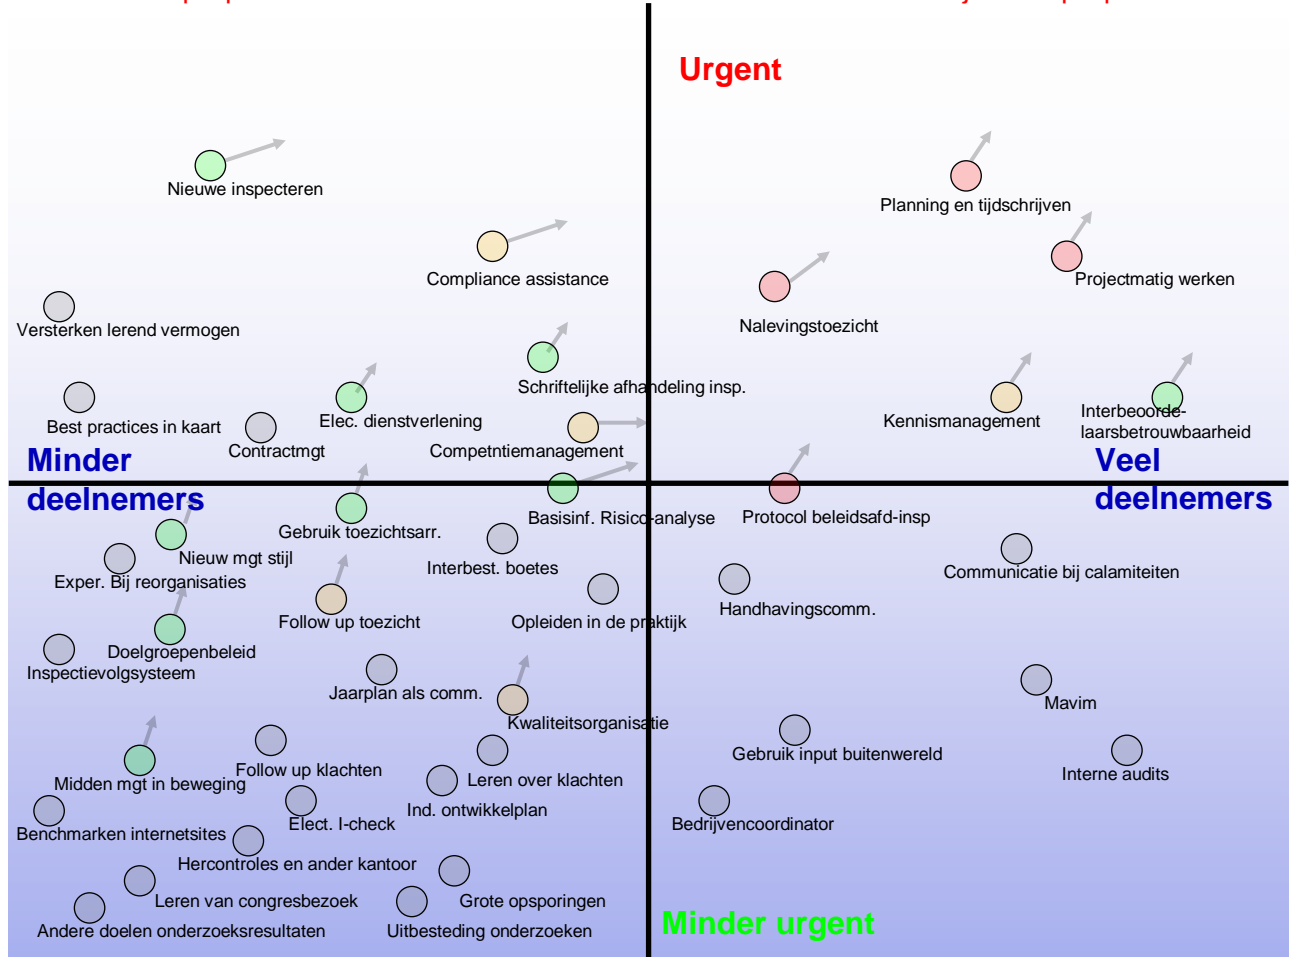 Urgent
Nieuwe inspecteren
Planning en tijdschrijven
Compliance assistance
Projectmatig werken
Versterken lerend vermogen
Nalevingstoezicht
Schriftelijke afhandeling insp.
Elec. dienstverlening
Kennismanagement
Interbeoorde-
laarsbetrouwbaarheid
Best practices in kaart
Contractmgt
Competntiemanagement
Minder
deelnemers
Veel
deelnemers
Basisinf. Risico-analyse
Protocol beleidsafd-insp
Gebruik toezichtsarr.
Nieuw mgt stijl
Interbest. boetes
Communicatie bij calamiteiten
Exper. Bij reorganisaties
Handhavingscomm.
Follow up toezicht
Opleiden in de praktijk
Doelgroepenbeleid
Inspectievolgsysteem
Jaarplan als comm.
Mavim
Kwaliteitsorganisatie
Gebruik input buitenwereld
Follow up klachten
Leren over klachten
Interne audits
Midden mgt in beweging
Ind. ontwikkelplan
Elect. I-check
Bedrijvencoordinator
Benchmarken internetsites
Hercontroles en ander kantoor
Leren van congresbezoek
Grote opsporingen
Andere doelen onderzoeksresultaten
Uitbesteding onderzoeken
Minder urgent